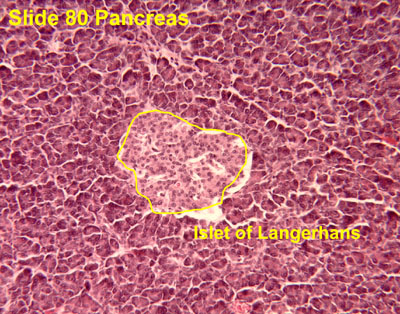 Slide 80 Pancreas
Islet of Langerhans